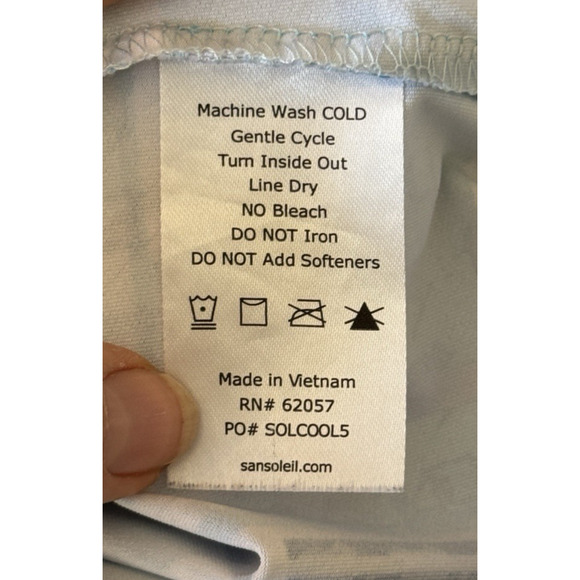 Machine Wash COLD
Gentle Cycle
Turn Inside Out
Line Dry
NO Bleach
DO NOT Iron
DO NOT Add Softeners
Made in Vietnam
RN# 62057
PO# SOLCOOL5
sansoleil.com